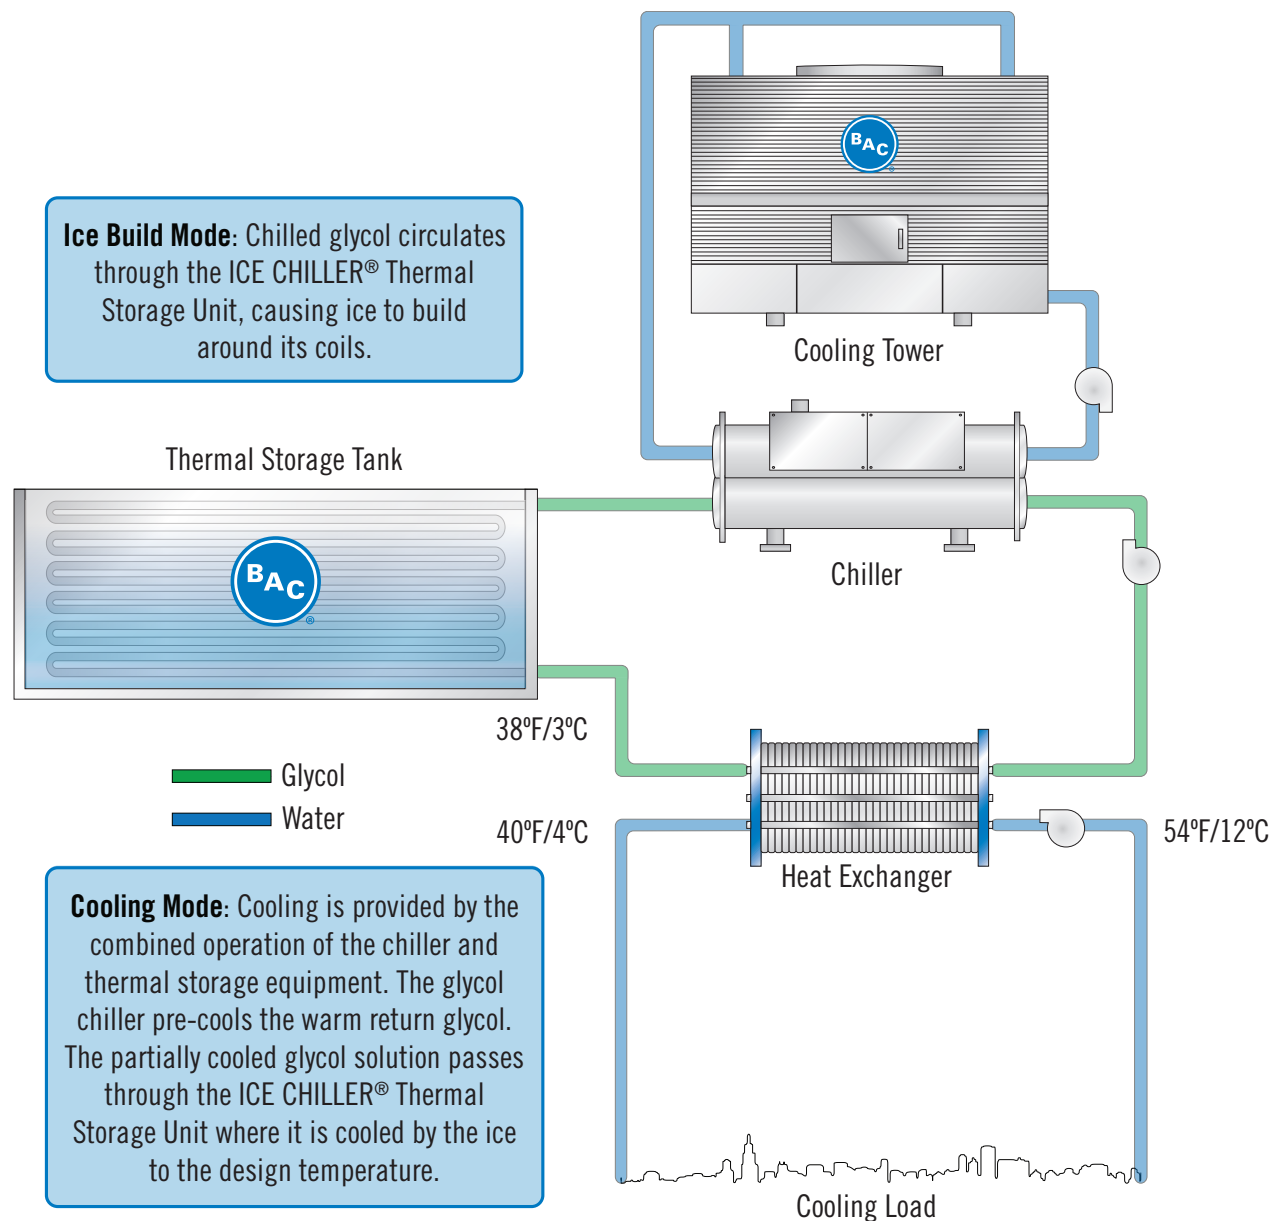 BAC
®
Ice Build Mode: Chilled glycol circulates
through the ICE CHILLER® Thermal
Storage Unit, causing ice to build
around its coils.
Cooling Tower
Thermal Storage Tank
BAC
®
Chiller
38ºF/3ºC
Glycol
Water
40ºF/4ºC
54ºF/12ºC
Heat Exchanger
Cooling Mode: Cooling is provided by the
combined operation of the chiller and
thermal storage equipment. The glycol
chiller pre-cools the warm return glycol.
The partially cooled glycol solution passes
through the ICE CHILLER® Thermal
Storage Unit where it is cooled by the ice
to the design temperature.
Cooling Load